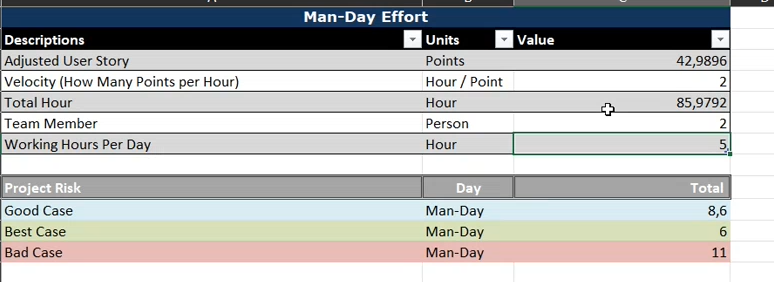 Man-Day Effort
Descriptions Units Value
Adjusted User Story Points 42,9896
Velocity (How Many Points per Hour) Hour / Point 2
Total Hour Hour 85,9792
Team Member Person 2
Working Hours Per Day Hour 5
Project Risk Day Total
Good Case Man-Day 8,6
Best Case Man-Day 6
Bad Case Man-Day 11